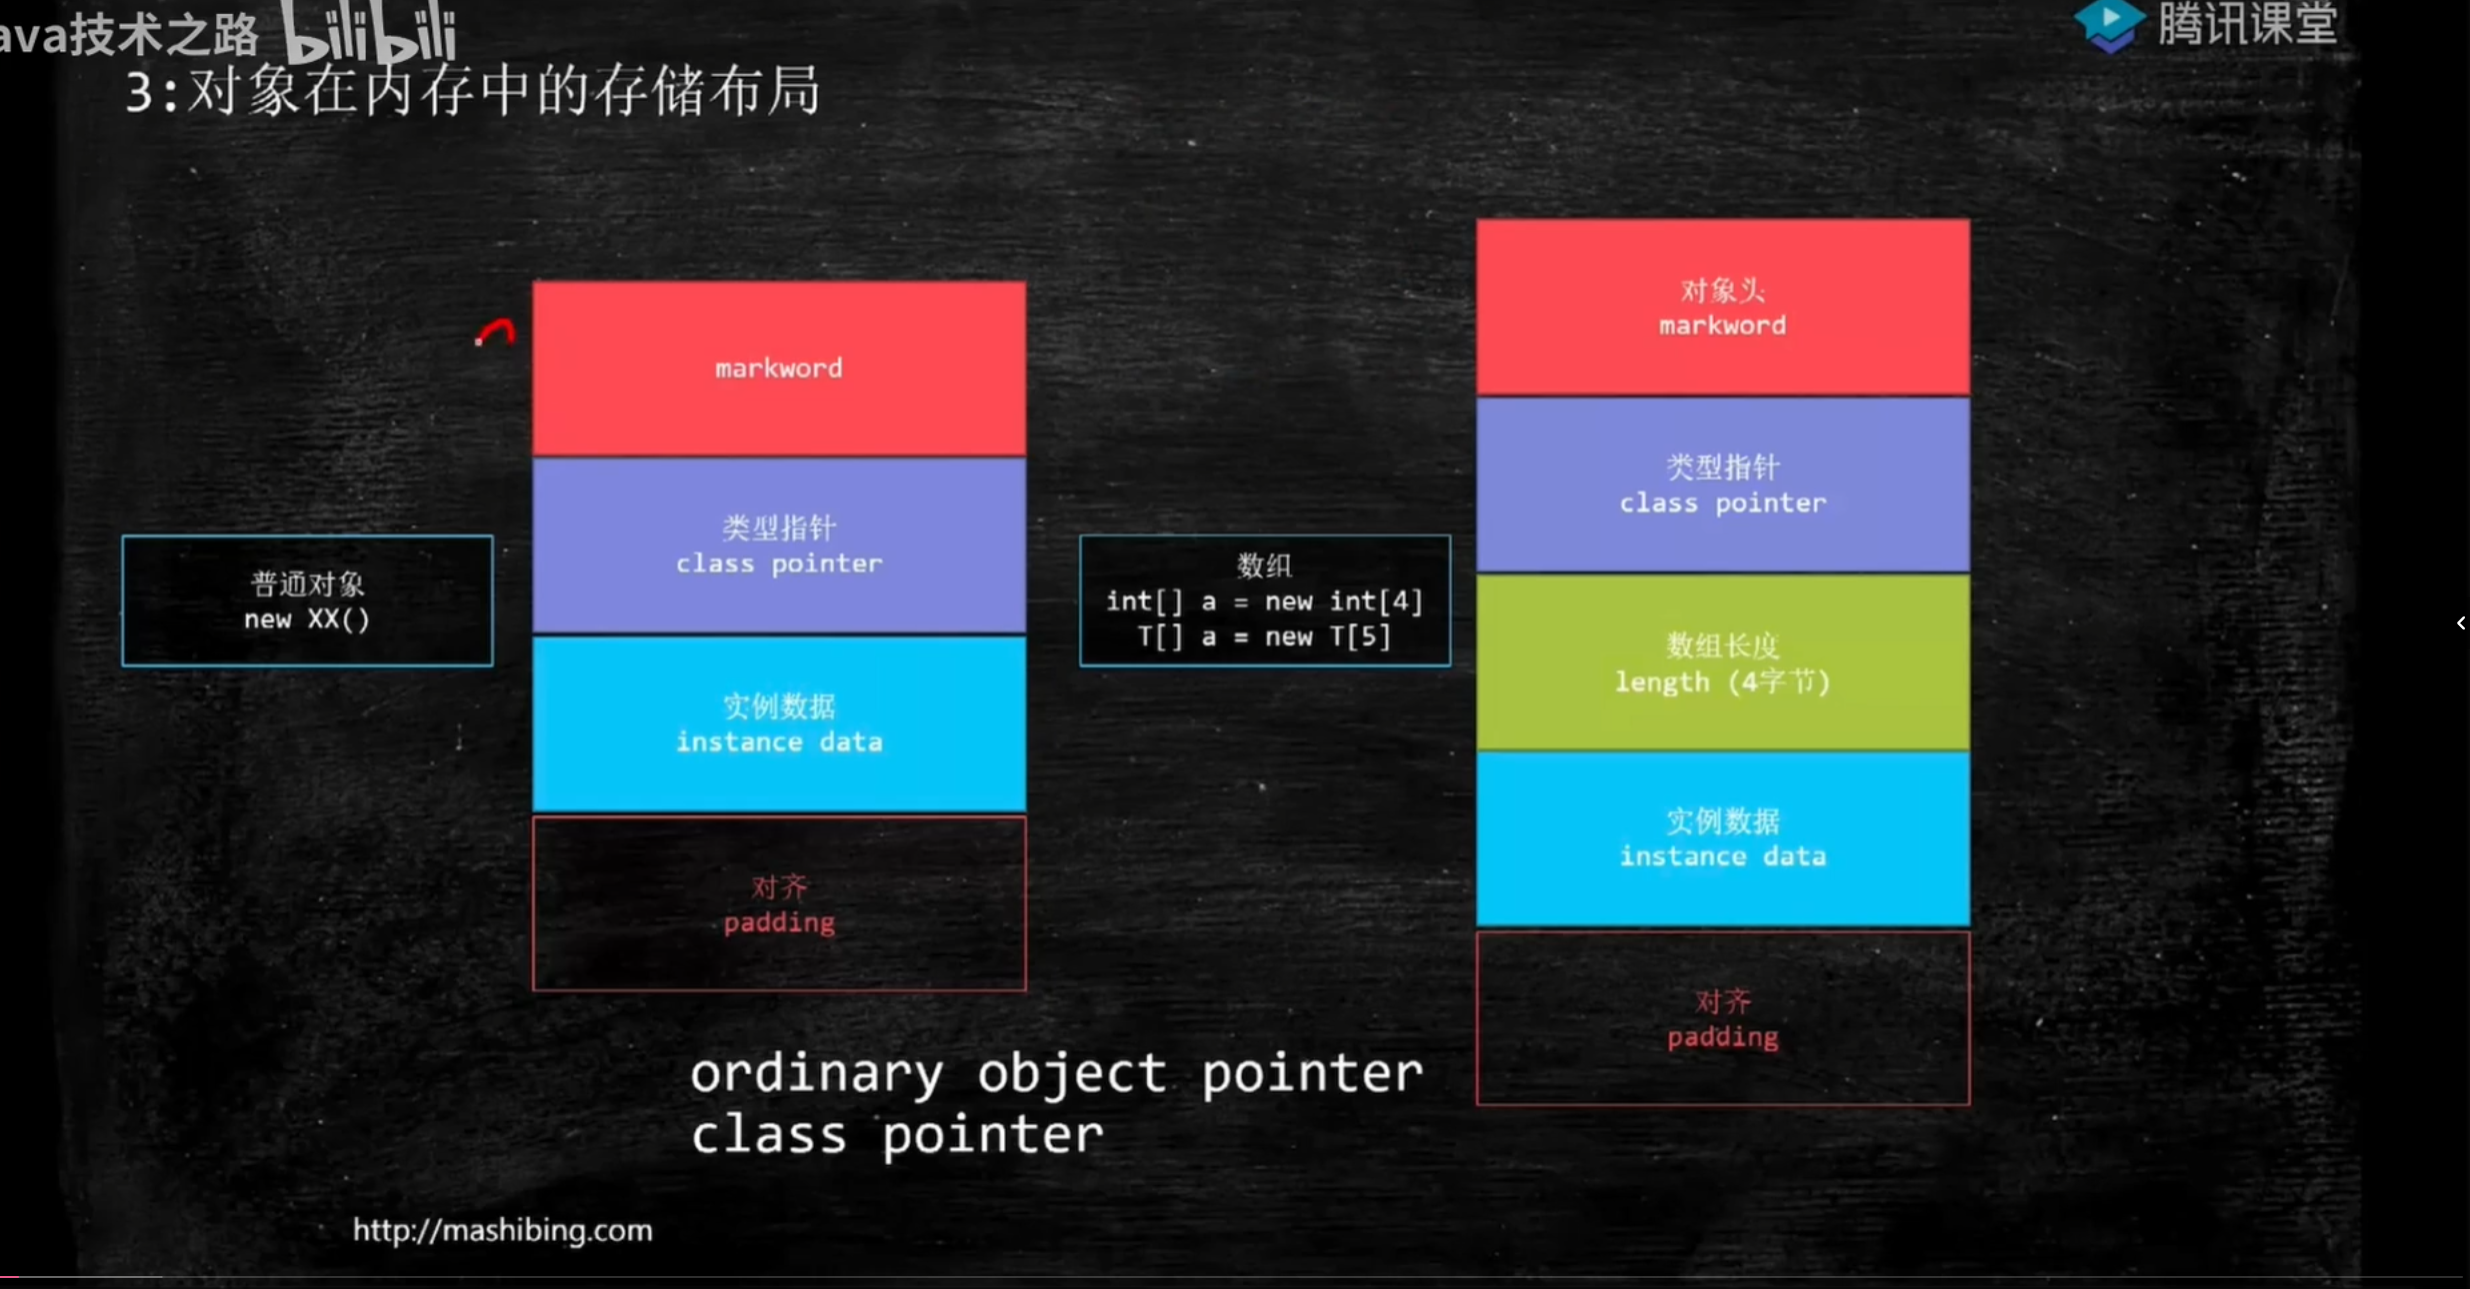 ava技术之路 bilibili
腾讯课堂
3:对象在内存中的存储布局
普通对象
new XX()
markword
类型指针
class pointer
实例数据
instance data
对齐
padding
数组
int[] a = new int[4]
T[] a = new T[5]
对象头
markword
类型指针
class pointer
数组长度
length (4字节)
实例数据
instance data
对齐
padding
ordinary object pointer
class pointer
http://mashibing.com